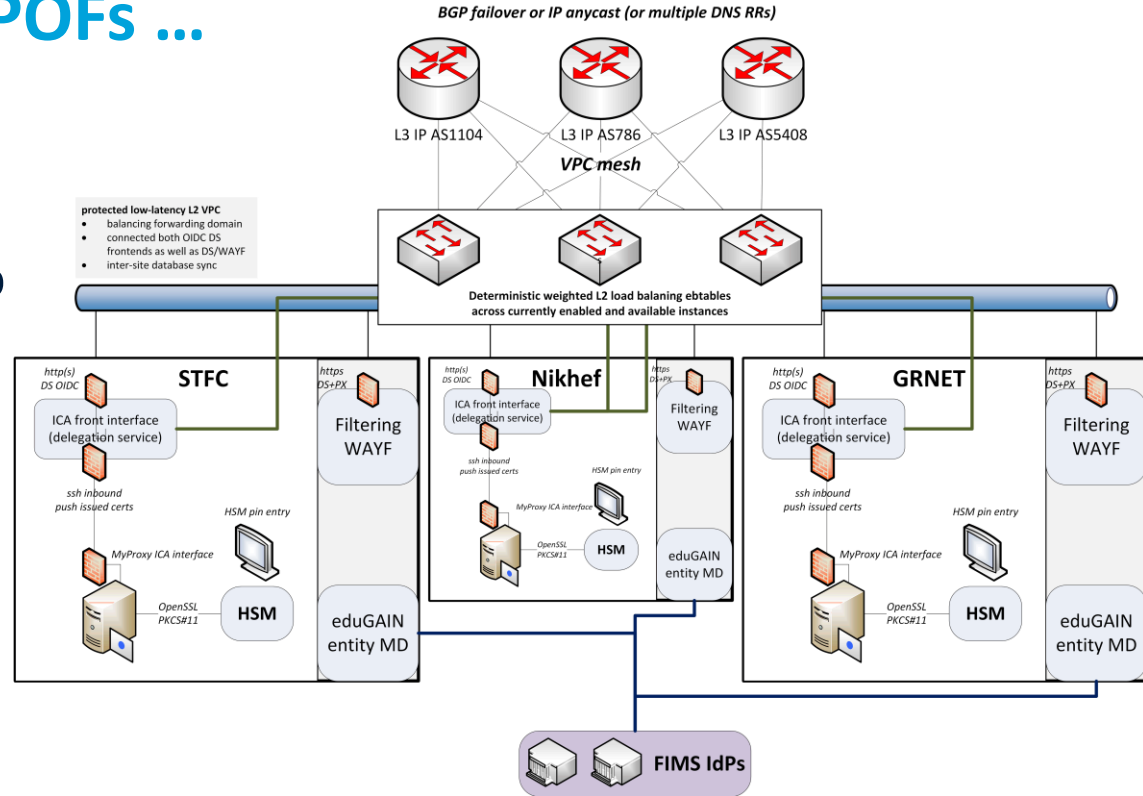 POFs ...
BGP failover or IP anycast (or multiple DNS RRs)
L3 IP AS1104
L3 IP AS786
L3 IP AS5408
VPC mesh
protected low-latency L2 VPC
• balancing forwarding domain
• connected both OIDC DS
frontends as well as DS/WAYF
• inter-site database sync
Deterministic weighted L2 load balaning ebtables
across currently enabled and available instances
http(s)
DS OIDC
STFC
https
DS+PX
ICA front interface
(delegation service)
Filtering
WAYF
ssh inbound
push issued certs
HSM pin entry
MyProxy ICA interface
OpenSSL
PKCS#11
HSM
eduGAIN
entity MD
http(s)
DS OIDC
Nikhef
https
DS+PX
ICA front interface
(delegation service)
Filtering
WAYF
ssh inbound
push issued certs
HSM pin entry
MyProxy ICA interface
OpenSSL
PKCS#11
HSM
eduGAIN
entity MD
http(s)
DS OIDC
GRNET
https
DS+PX
ICA front interface
(delegation service)
Filtering
WAYF
ssh inbound
push issued certs
HSM pin entry
MyProxy ICA interface
OpenSSL
PKCS#11
HSM
eduGAIN
entity MD
FIMS IdPs